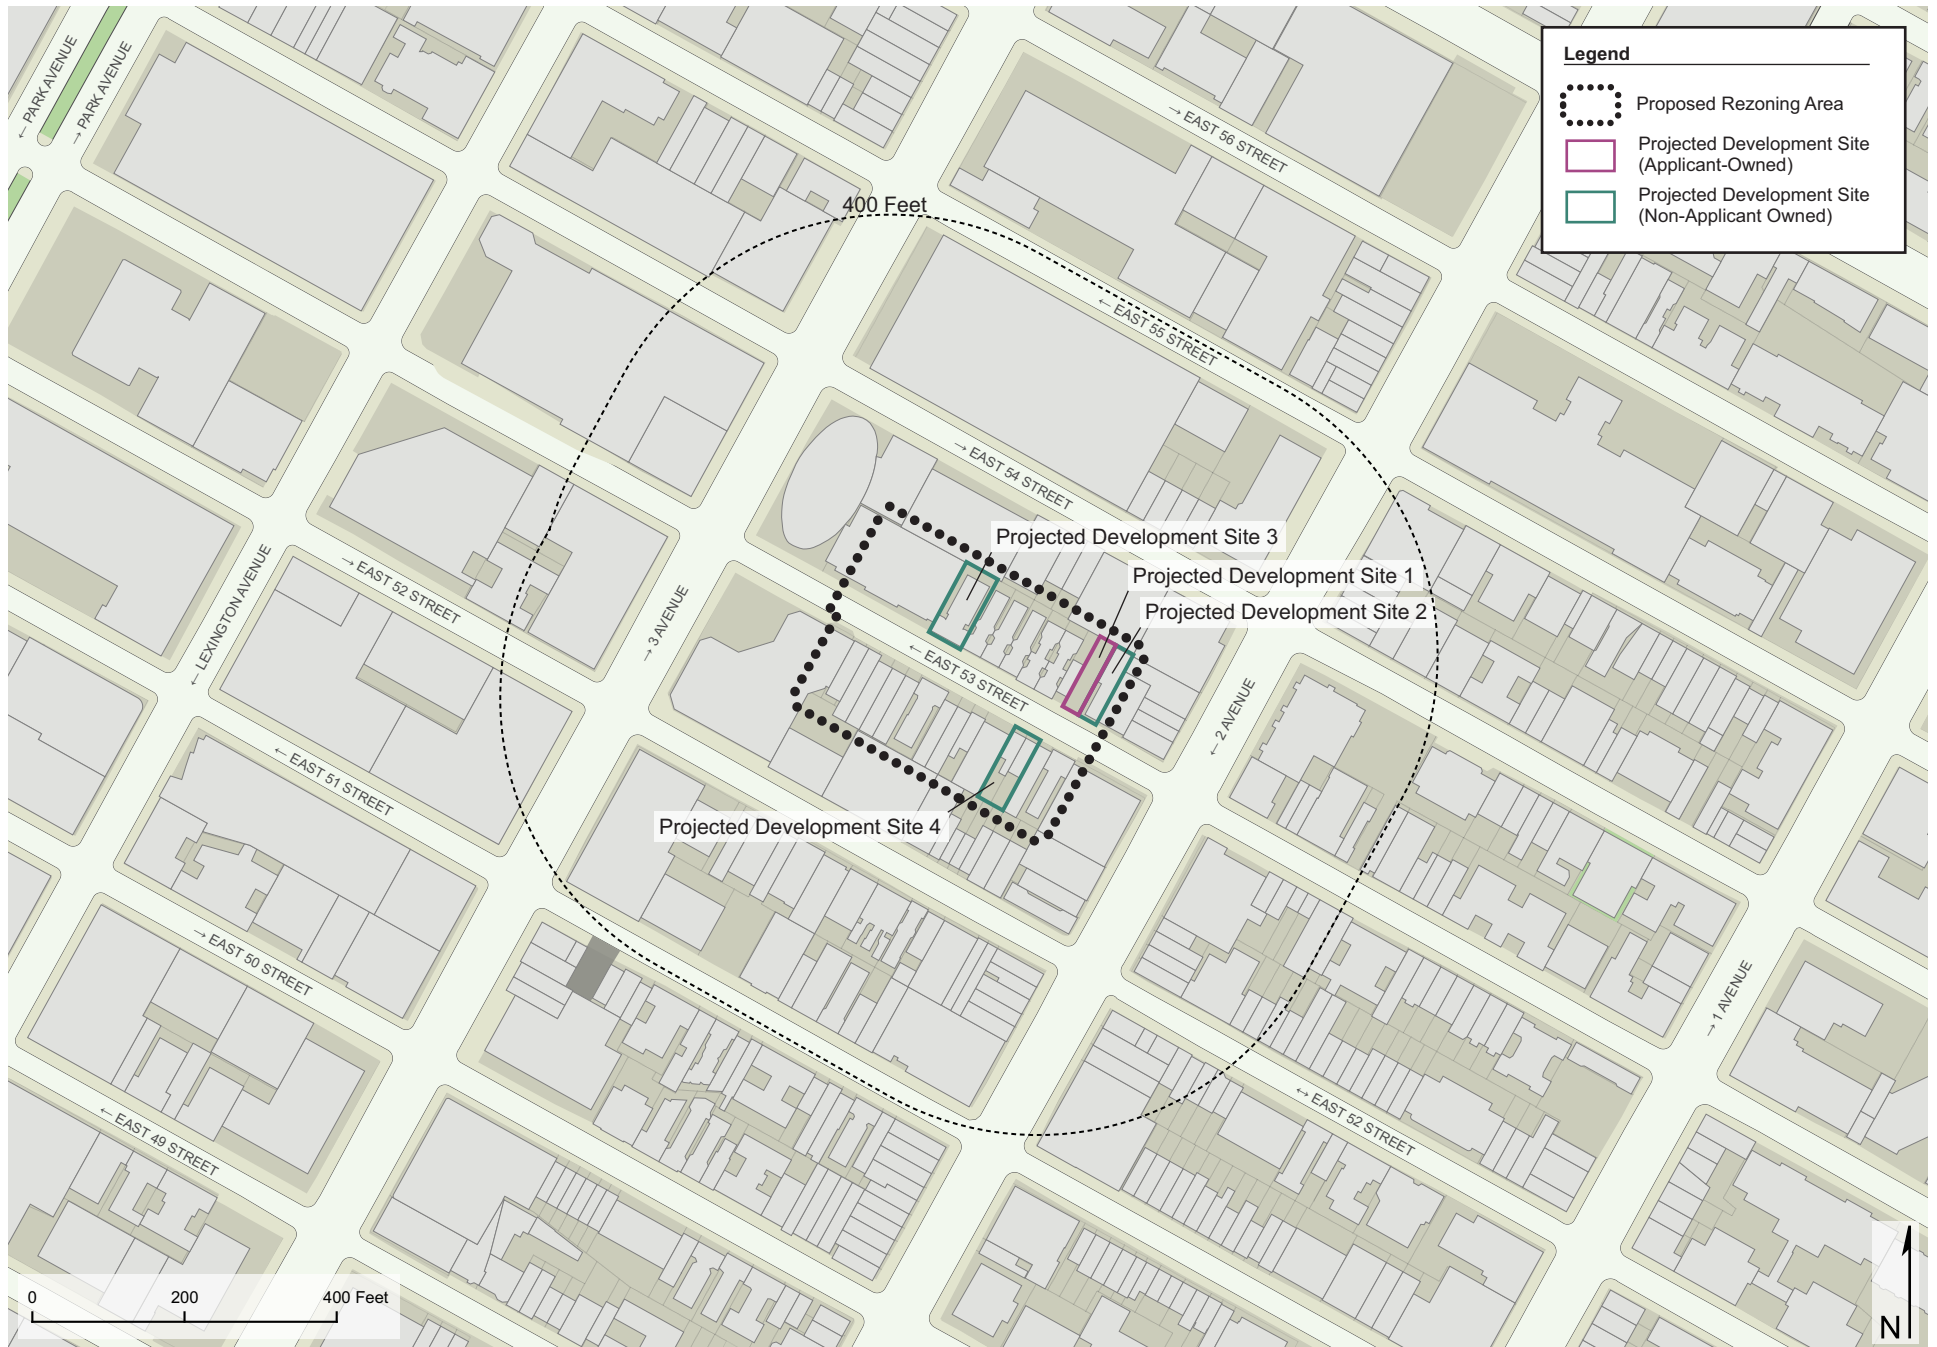 Legend
Proposed Rezoning Area
Projected Development Site
(Applicant-Owned)
Projected Development Site
(Non-Applicant Owned)
← PARK AVENUE
→ PARK AVENUE
→ EAST 56 STREET
400 Feet
← EAST 55 STREET
→ EAST 54 STREET
Projected Development Site 3
Projected Development Site 1
Projected Development Site 2
→ EAST 52 STREET
← LEXINGTON AVENUE
→ 3 AVENUE
← EAST 53 STREET
← 2 AVENUE
← EAST 51 STREET
Projected Development Site 4
→ EAST 50 STREET
→ 1 AVENUE
← EAST 49 STREET
↔ EAST 52 STREET
0 200 400 Feet
N